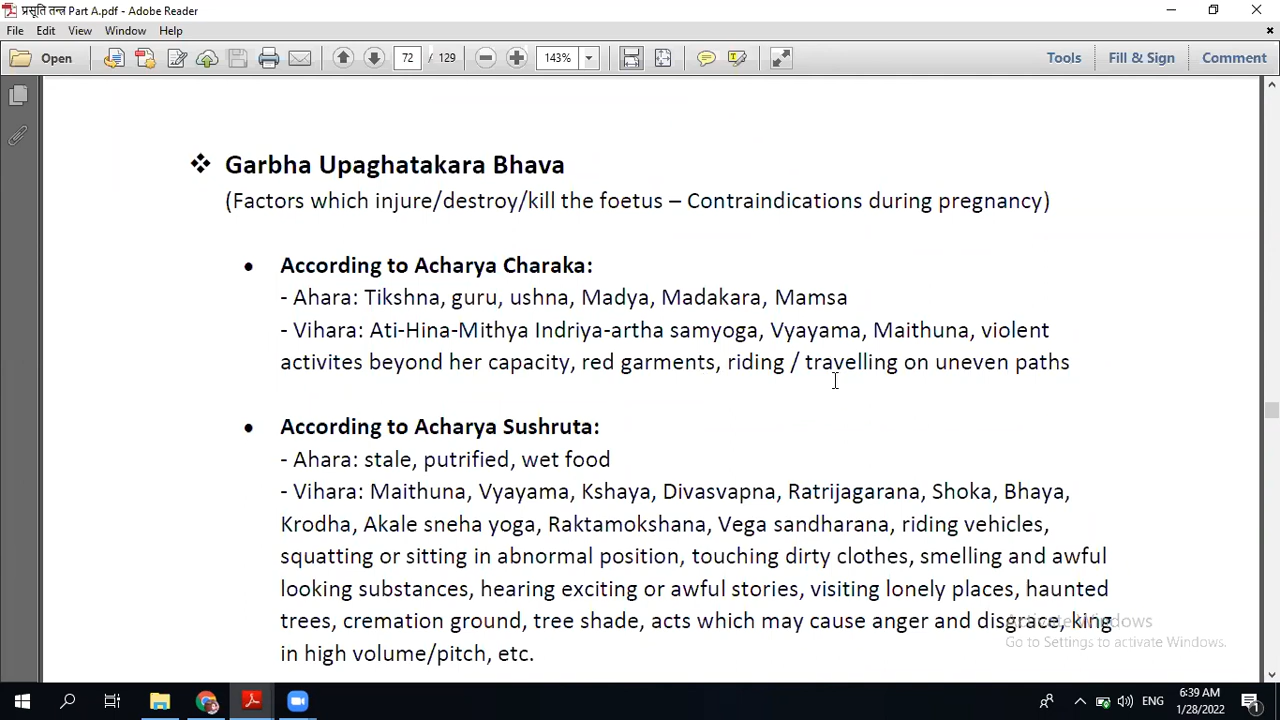 प्रसूति तन्त्र Part A.pdf - Adobe Reader
File Edit View Window Help
Open 72 / 129 143% Tools Fill & Sign Comment
❖ Garbha Upaghatakara Bhava
(Factors which injure/destroy/kill the foetus – Contraindications during pregnancy)
• According to Acharya Charaka:
- Ahara: Tikshna, guru, ushna, Madya, Madakara, Mamsa
- Vihara: Ati-Hina-Mithya Indriya-artha samyoga, Vyayama, Maithuna, violent
activites beyond her capacity, red garments, riding / travelling on uneven paths
• According to Acharya Sushruta:
- Ahara: stale, putrified, wet food
- Vihara: Maithuna, Vyayama, Kshaya, Divasvapna, Ratrijagarana, Shoka, Bhaya,
Krodha, Akale sneha yoga, Raktamokshana, Vega sandharana, riding vehicles,
squatting or sitting in abnormal position, touching dirty clothes, smelling and awful
looking substances, hearing exciting or awful stories, visiting lonely places, haunted
trees, cremation ground, tree shade, acts which may cause anger and disgrace, king
in high volume/pitch, etc.
Activate Windows
Go to Settings to activate Windows.
ENG 6:39 AM
1/28/2022 1